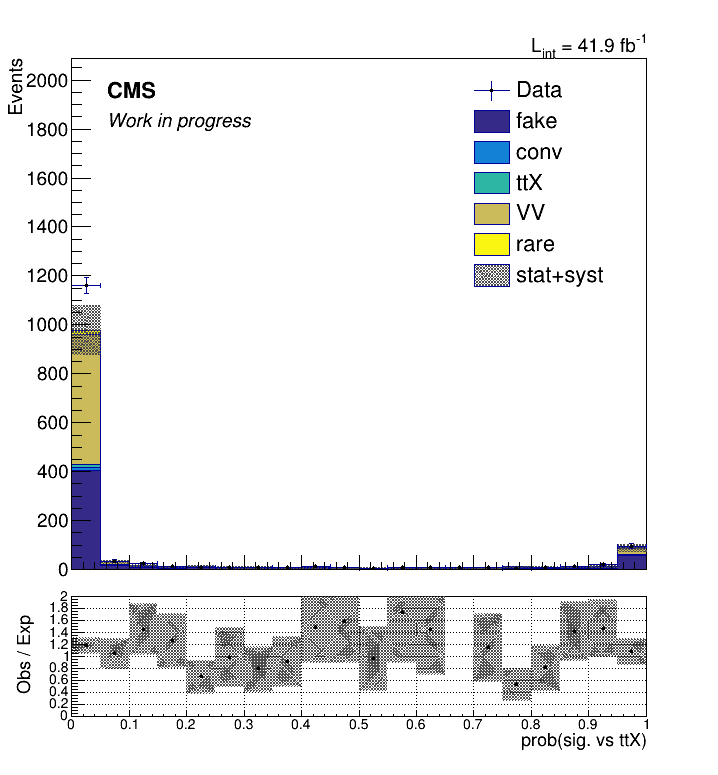 L_int = 41.9 fb^-1
Events
2000
1800
1600
1400
1200
1000
800
600
400
200
0
CMS
Work in progress
Data
fake
conv
ttX
VV
rare
stat+syst
Obs / Exp
2
1.8
1.6
1.4
1.2
1
0.8
0.6
0.4
0.2
0
0 0.1 0.2 0.3 0.4 0.5 0.6 0.7 0.8 0.9 1
prob(sig. vs ttX)